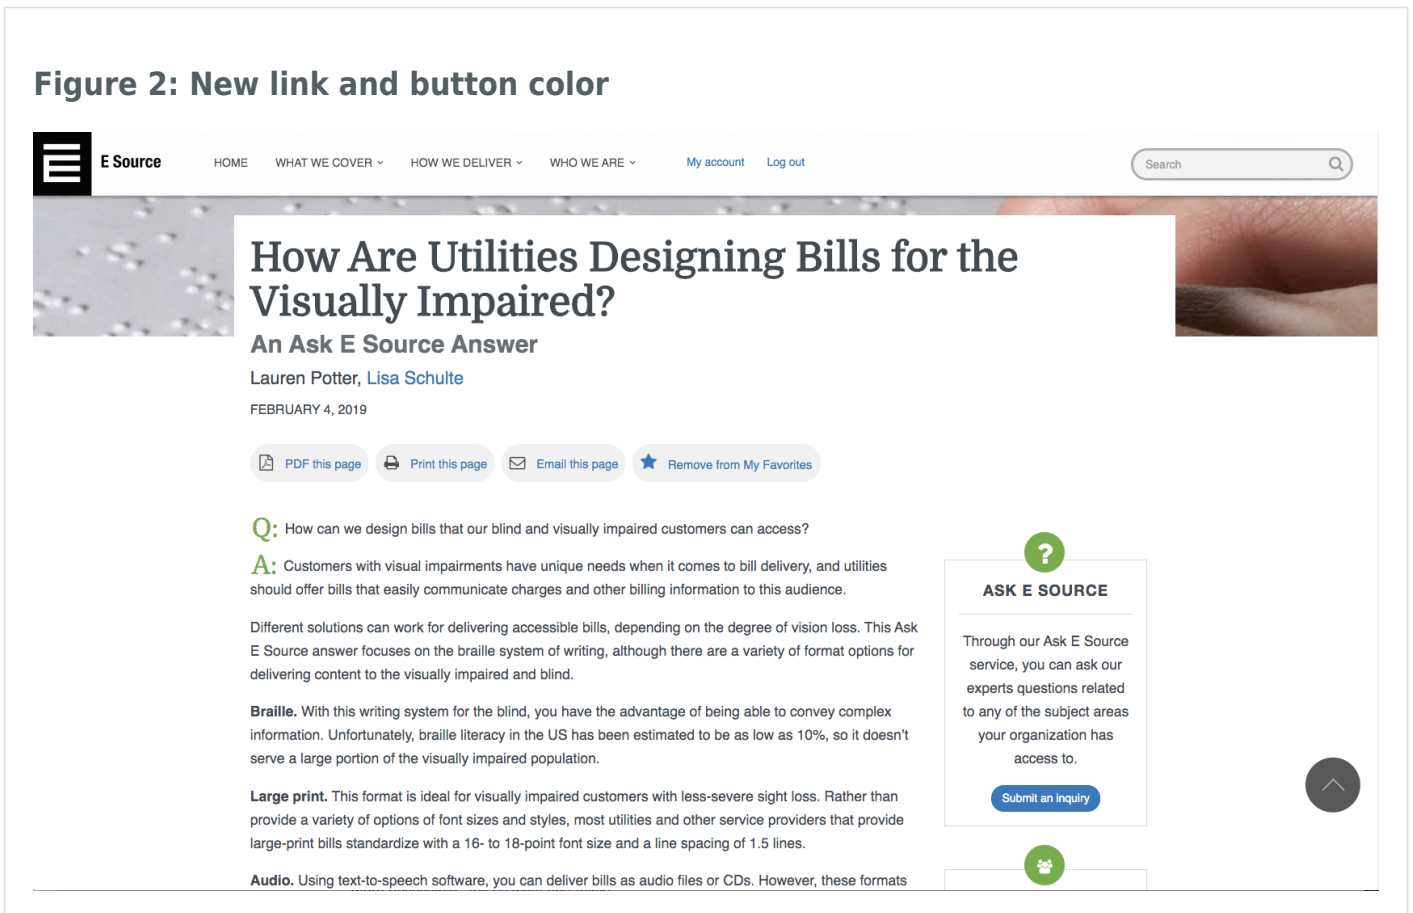 Figure 2: New link and button color
E Source
HOME WHAT WE COVER HOW WE DELIVER WHO WE ARE My account Log out Search
How Are Utilities Designing Bills for the
Visually Impaired?
An Ask E Source Answer
Lauren Potter, Lisa Schulte
FEBRUARY 4, 2019
PDF this page Print this page Email this page Remove from My Favorites
Q: How can we design bills that our blind and visually impaired customers can access?
A: Customers with visual impairments have unique needs when it comes to bill delivery, and utilities
should offer bills that easily communicate charges and other billing information to this audience.
Different solutions can work for delivering accessible bills, depending on the degree of vision loss. This Ask
E Source answer focuses on the braille system of writing, although there are a variety of format options for
delivering content to the visually impaired and blind.
Braille. With this writing system for the blind, you have the advantage of being able to convey complex
information. Unfortunately, braille literacy in the US has been estimated to be as low as 10%, so it doesn't
serve a large portion of the visually impaired population.
Large print. This format is ideal for visually impaired customers with less-severe sight loss. Rather than
provide a variety of options of font sizes and styles, most utilities and other service providers that provide
large-print bills standardize with a 16- to 18-point font size and a line spacing of 1.5 lines.
Audio. Using text-to-speech software, you can deliver bills as audio files or CDs. However, these formats
?
ASK E SOURCE
Through our Ask E Source
service, you can ask our
experts questions related
to any of the subject areas
your organization has
access to.
Submit an inquiry